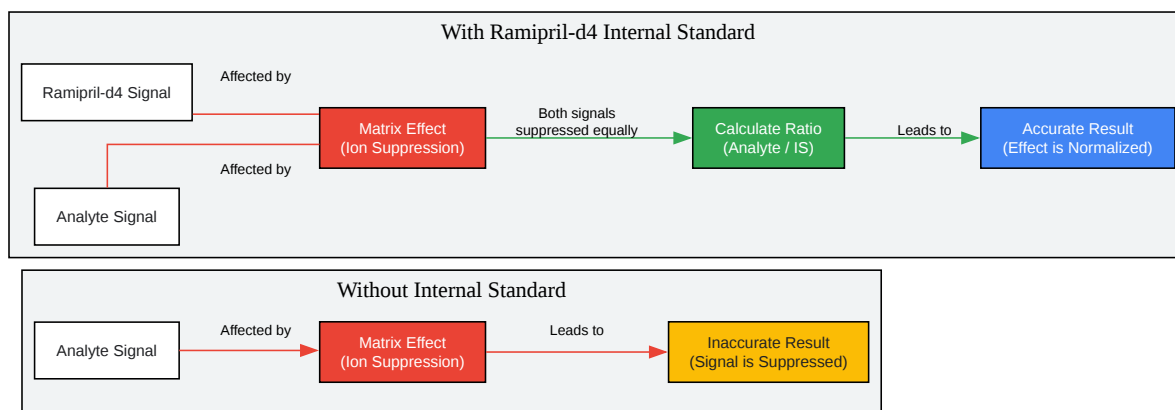 With Ramipril-d4 Internal Standard
Ramipril-d4 Signal
Affected by
Matrix Effect
(Ion Suppression)
Both signals
suppressed equally
Calculate Ratio
(Analyte / IS)
Leads to
Accurate Result
(Effect is Normalized)
Affected by
Analyte Signal
Without Internal Standard
Analyte Signal
Affected by
Matrix Effect
(Ion Suppression)
Leads to
Inaccurate Result
(Signal is Suppressed)